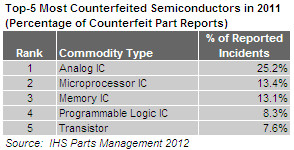 Top-5 Most Counterfeited Semiconductors in 2011
(Percentage of Counterfeit Part Reports)
Rank Commodity Type % of Reported Incidents
1 Analog IC 25.2%
2 Microprocessor IC 13.4%
3 Memory IC 13.1%
4 Programmable Logic IC 8.3%
5 Transistor 7.6%
Source: IHS Parts Management 2012